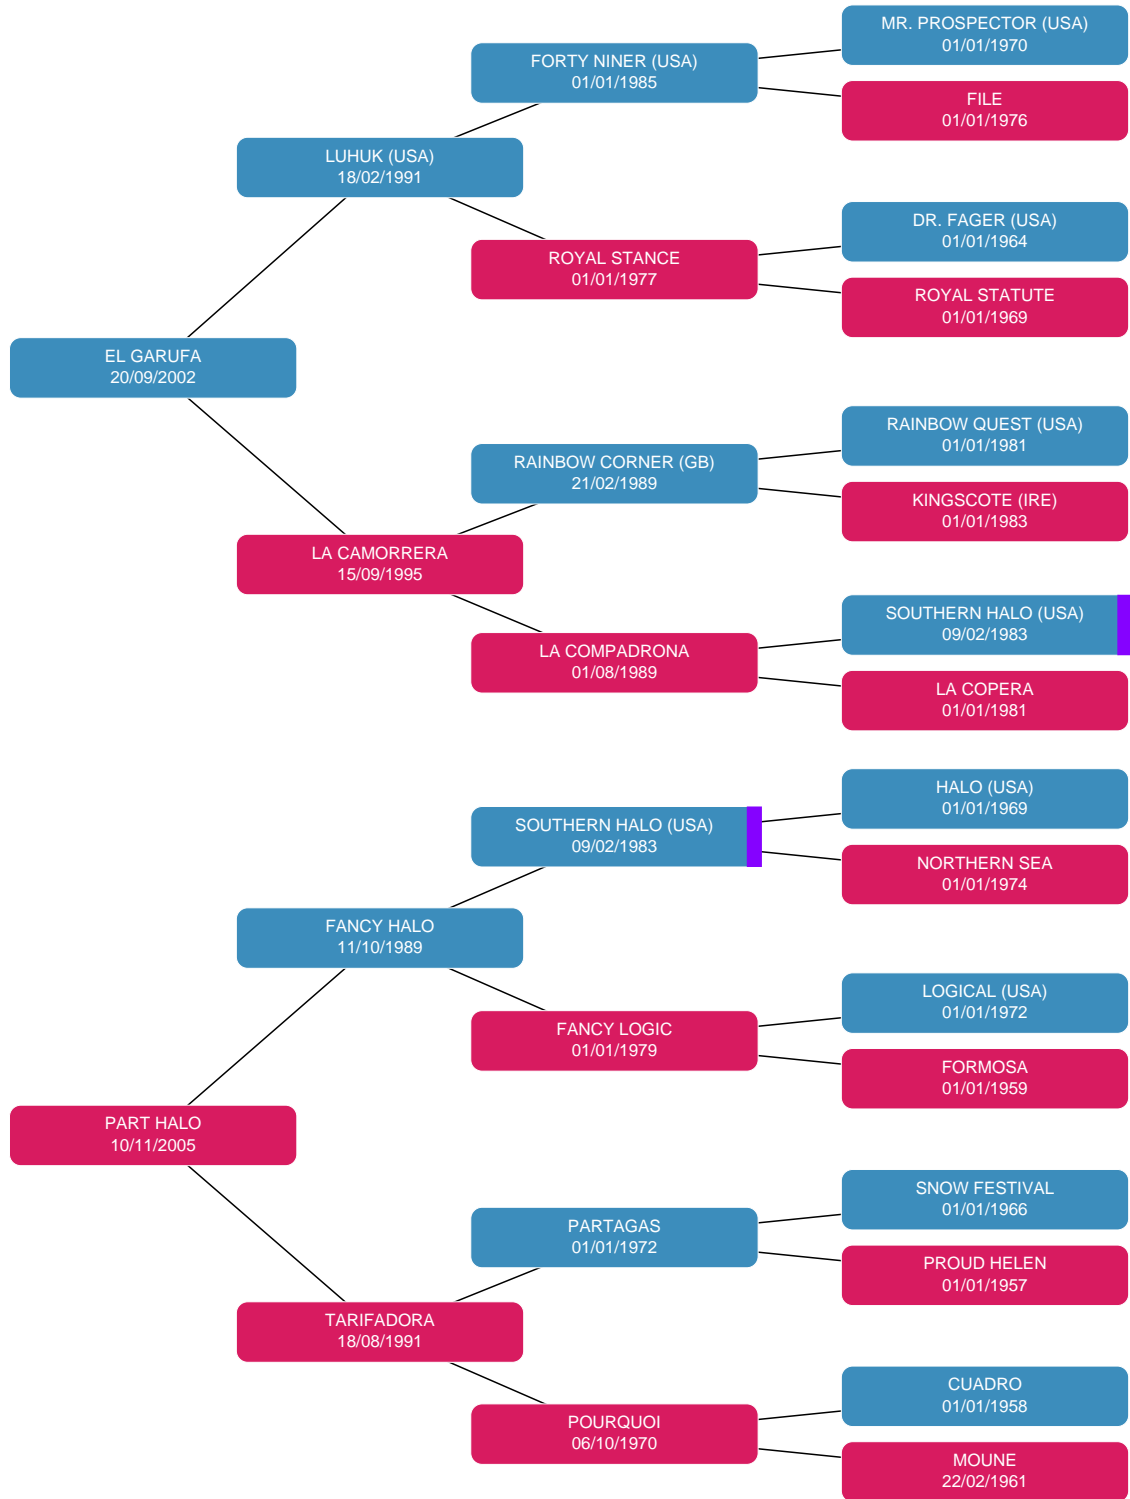 MR. PROSPECTOR (USA)
01/01/1970
FORTY NINER (USA)
01/01/1985
FILE
01/01/1976
LUHUK (USA)
18/02/1991
DR. FAGER (USA)
01/01/1964
ROYAL STANCE
01/01/1977
ROYAL STATUTE
01/01/1969
EL GARUFA
20/09/2002
RAINBOW QUEST (USA)
01/01/1981
RAINBOW CORNER (GB)
21/02/1989
KINGSCOTE (IRE)
01/01/1983
LA CAMORRERA
15/09/1995
SOUTHERN HALO (USA)
09/02/1983
LA COMPADRONA
01/08/1989
LA COPERA
01/01/1981
HALO (USA)
01/01/1969
SOUTHERN HALO (USA)
09/02/1983
NORTHERN SEA
01/01/1974
FANCY HALO
11/10/1989
LOGICAL (USA)
01/01/1972
FANCY LOGIC
01/01/1979
FORMOSA
01/01/1959
PART HALO
10/11/2005
SNOW FESTIVAL
01/01/1966
PARTAGAS
01/01/1972
PROUD HELEN
01/01/1957
TARIFADORA
18/08/1991
CUADRO
01/01/1958
POURQUOI
06/10/1970
MOUNE
22/02/1961